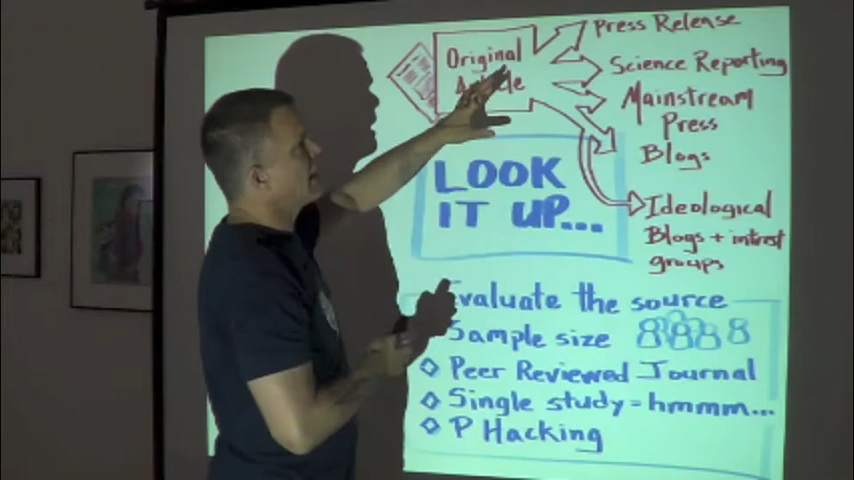 Original
Article
Press Release
Science Reporting
Mainstream
Press
Blogs
Ideological
Blogs + intrest
groups
LOOK
IT UP...
Evaluate the source
Sample size
Peer Reviewed Journal
Single study = hmmm...
P Hacking